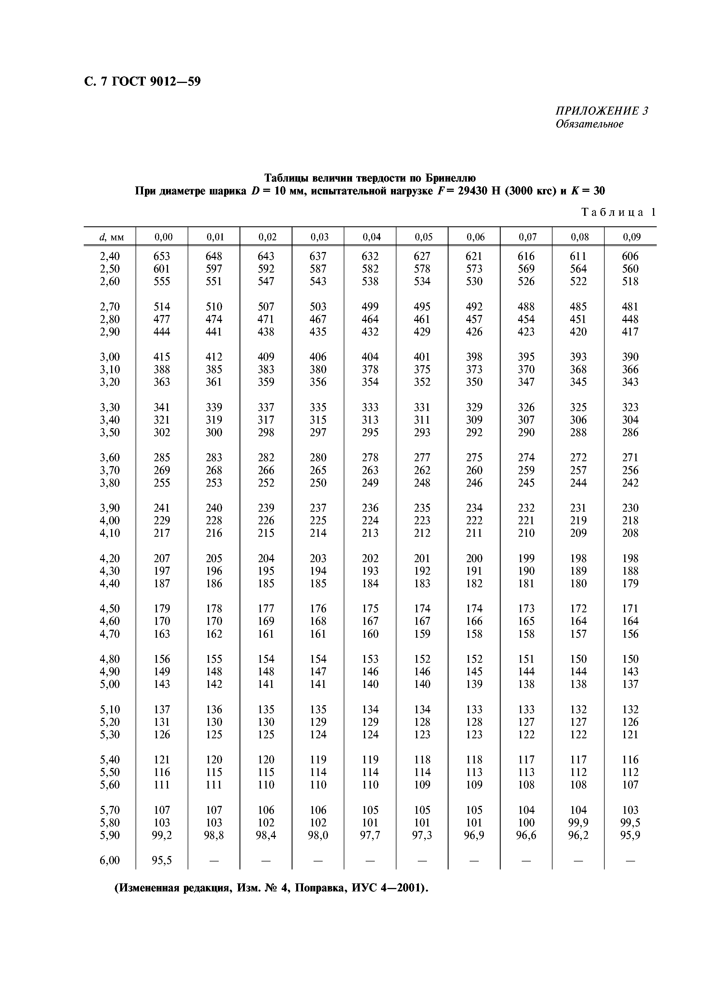 С. 7 ГОСТ 9012—59
ПРИЛОЖЕНИЕ 3
Обязательное
Таблицы величин твердости по Бринеллю
При диаметре шарика D = 10 мм, испытательной нагрузке F = 29430 Н (3000 кгс) и K = 30
Таблица 1
d, мм 0,00 0,01 0,02 0,03 0,04 0,05 0,06 0,07 0,08 0,09
2,40 653 648 643 637 632 627 621 616 611 606
2,50 601 597 592 587 582 578 573 569 564 560
2,60 555 551 547 543 538 534 530 526 522 518
2,70 514 510 507 503 499 495 492 488 485 481
2,80 477 474 471 467 464 461 457 454 451 448
2,90 444 441 438 435 432 429 426 423 420 417
3,00 415 412 409 406 404 401 398 395 393 390
3,10 388 385 383 380 378 375 373 370 368 366
3,20 363 361 359 356 354 352 350 347 345 343
3,30 341 339 337 335 333 331 329 326 325 323
3,40 321 319 317 315 313 311 309 307 306 304
3,50 302 300 298 297 295 293 292 290 288 286
3,60 285 283 282 280 278 277 275 274 272 271
3,70 269 268 266 265 263 262 260 259 257 256
3,80 255 253 252 250 249 248 246 245 244 242
3,90 241 240 239 237 236 235 234 232 231 230
4,00 229 228 226 225 224 223 222 221 219 218
4,10 217 216 215 214 213 212 211 210 209 208
4,20 207 205 204 203 202 201 200 199 198 198
4,30 197 196 195 194 193 192 191 190 189 188
4,40 187 186 185 185 184 183 182 181 180 179
4,50 179 178 177 176 175 174 174 173 172 171
4,60 170 170 169 168 167 167 166 165 164 164
4,70 163 162 161 161 160 159 158 158 157 156
4,80 156 155 154 154 153 152 152 151 150 150
4,90 149 148 148 147 146 146 145 144 144 143
5,00 143 142 141 141 140 140 139 138 138 137
5,10 137 136 135 135 134 134 133 133 132 132
5,20 131 130 130 129 129 128 128 127 127 126
5,30 126 125 125 124 124 123 123 122 122 121
5,40 121 120 120 119 119 118 118 117 117 116
5,50 116 115 115 114 114 114 113 113 112 112
5,60 111 111 110 110 110 109 109 108 108 107
5,70 107 107 106 106 105 105 105 104 104 103
5,80 103 103 102 102 101 101 101 100 99,9 99,5
5,90 99,2 98,8 98,4 98,0 97,7 97,3 96,9 96,6 96,2 95,9
6,00 95,5 — — — — — — — — —
(Измененная редакция, Изм. № 4, Поправка, ИУС 4—2001).